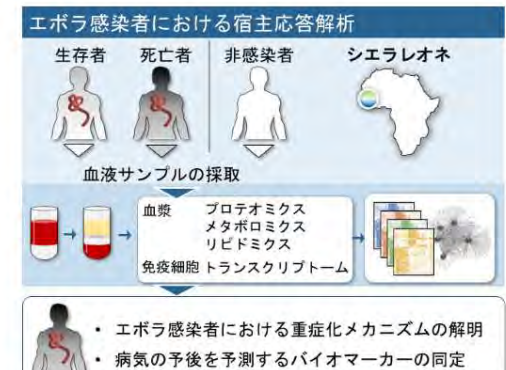 エボラ感染者における宿主応答解析
生存者 死亡者 非感染者 シエラレオネ
血液サンプルの採取
血漿 プロテオミクス
メタボロミクス
リピドミクス
免疫細胞 トランスクリプトーム
・ エボラ感染者における重症化メカニズムの解明
・ 病気の予後を予測するバイオマーカーの同定